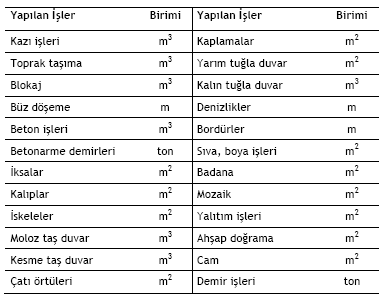 Yapılan İşler Birimi Yapılan İşler Birimi
Kazı işleri m³ Kaplamalar m²
Toprak taşıma m³ Yarım tuğla duvar m²
Blokaj m³ Kalın tuğla duvar m³
Büz döşeme m Denizlikler m
Beton işleri m³ Bordürler m
Betonarme demirleri ton Sıva, boya işleri m²
İksalar m² Badana m²
Kalıplar m² Mozaik m²
İskeleler m² Yalıtım işleri m²
Moloz taş duvar m³ Ahşap doğrama m²
Kesme taş duvar m³ Cam m²
Çatı örtüleri m² Demir işleri ton